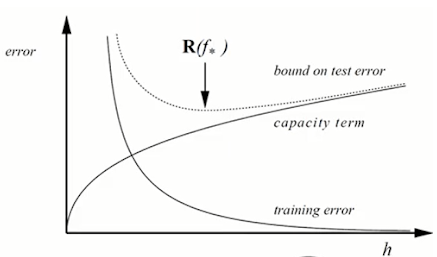 error
R(f* )
bound on test error
capacity term
training error
h